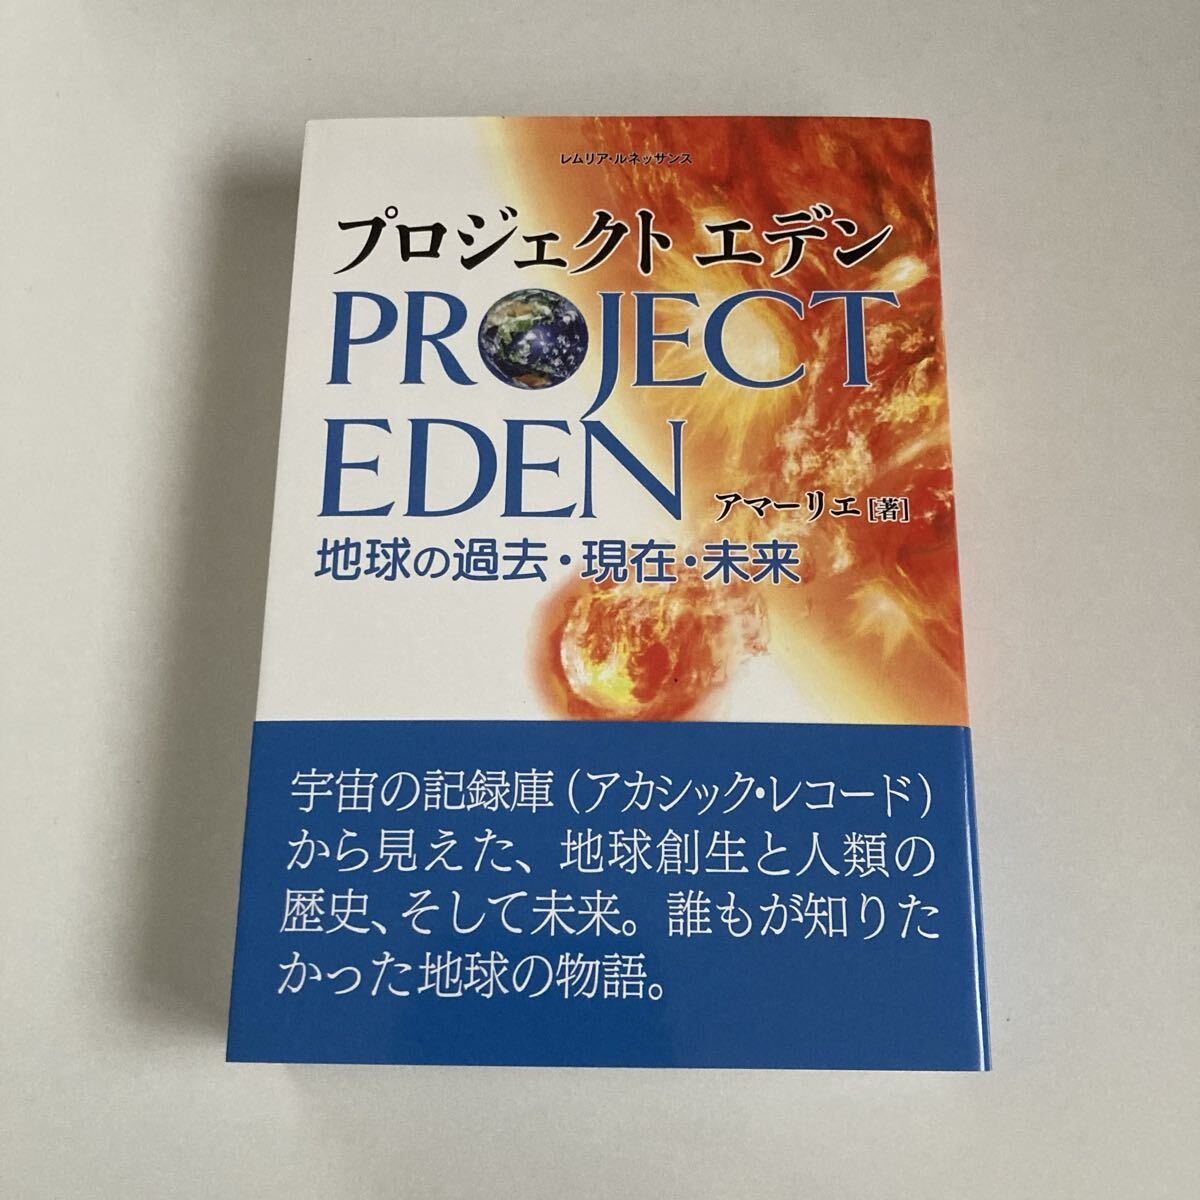 レムリア・ルネッサンス
プロジェクト エデン
PROJECT
EDEN
アマーリエ[著]
地球の過去・現在・未来
宇宙の記録庫(アカシック・レコード)
から見えた、地球創生と人類の
歴史、そして未来。誰もが知りた
かった地球の物語。